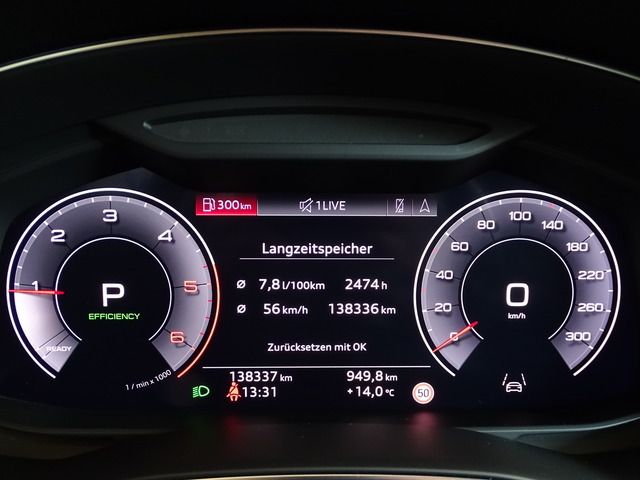 300 km
1LIVE
Langzeitspeicher
Ø 7,8 l/100km 2474 h
Ø 56 km/h 138336 km
Zurücksetzen mit OK
138337 km 949,8 km
13:31 +14,0 °C
50
1 2 3 4 5 6
READY
P
EFFICIENCY
1 / min x 1000
0 20 40 60 80 100 120 140 180 220 260 300
0
km/h